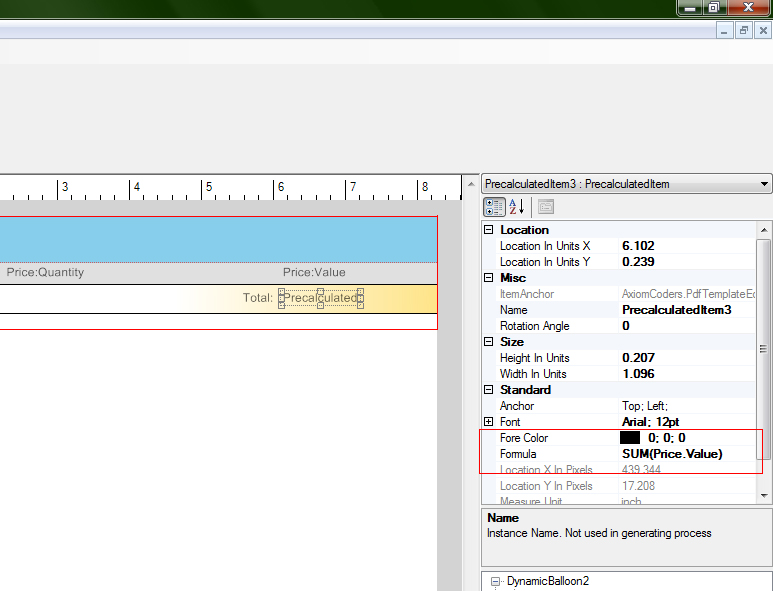 3 4 5 6 7 8
Price:Quantity Price:Value
Total: Precalculated
PrecalculatedItem3 : PrecalculatedItem
Location
Location In Units X 6.102
Location In Units Y 0.239
Misc
ItemAnchor AxiomCoders.PdfTemplateEd
Name PrecalculatedItem3
Rotation Angle 0
Size
Height In Units 0.207
Width In Units 1.096
Standard
Anchor Top; Left;
Font Arial; 12pt
Fore Color 0; 0; 0
Formula SUM(Price.Value)
Location X In Pixels 439.344
Location Y In Pixels 17.208
Measure Unit inch
Name
Instance Name. Not used in generating process
DynamicBalloon2